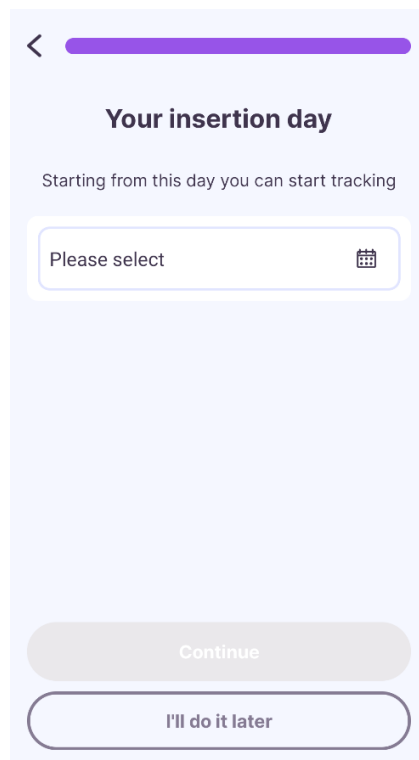 Your insertion day
Starting from this day you can start tracking
Please select
Continue
I'll do it later